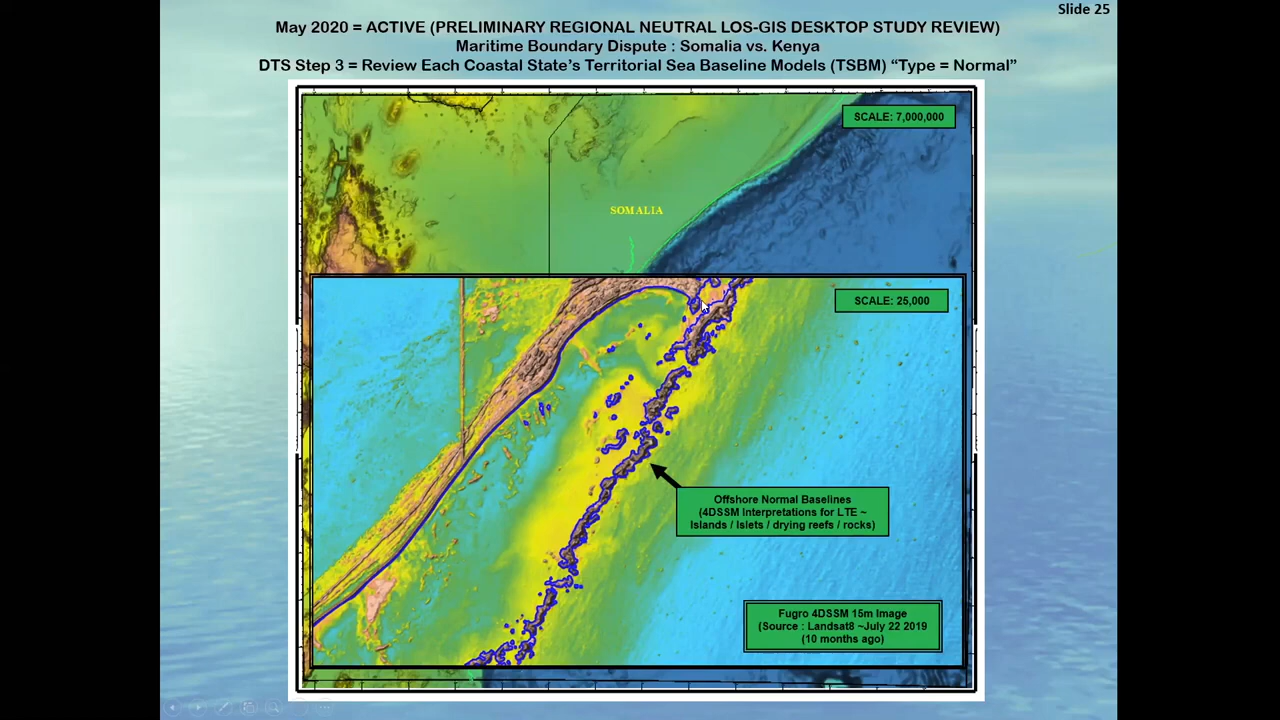 Slide 25
May 2020 = ACTIVE (PRELIMINARY REGIONAL NEUTRAL LOS-GIS DESKTOP STUDY REVIEW)
Maritime Boundary Dispute : Somalia vs. Kenya
DTS Step 3 = Review Each Coastal State's Territorial Sea Baseline Models (TSBM) “Type = Normal”
SCALE: 7,000,000
SOMALIA
SCALE: 25,000
Offshore Normal Baselines
(4DSSM Interpretations for LTE ~
Islands / Islets / drying reefs / rocks)
Fugro 4DSSM 15m Image
(Source : Landsat8 ~July 22 2019
(10 months ago)